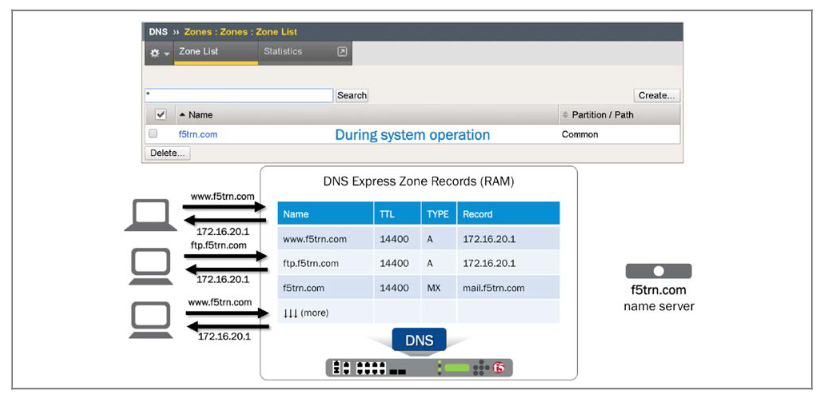 DNS ›› Zones : Zones : Zone List
Zone List
Statistics
*
Search
Create...
Name
Partition / Path
f5trn.com
During system operation
Common
Delete...
DNS Express Zone Records (RAM)
www.f5trn.com
172.16.20.1
ftp.f5trn.com
172.16.20.1
www.f5trn.com
172.16.20.1
Name TTL TYPE Record
www.f5trn.com 14400 A 172.16.20.1
ftp.f5trn.com 14400 A 172.16.20.1
f5trn.com 14400 MX mail.f5trn.com
↓↓↓ (more)
DNS
f5
f5trn.com
name server